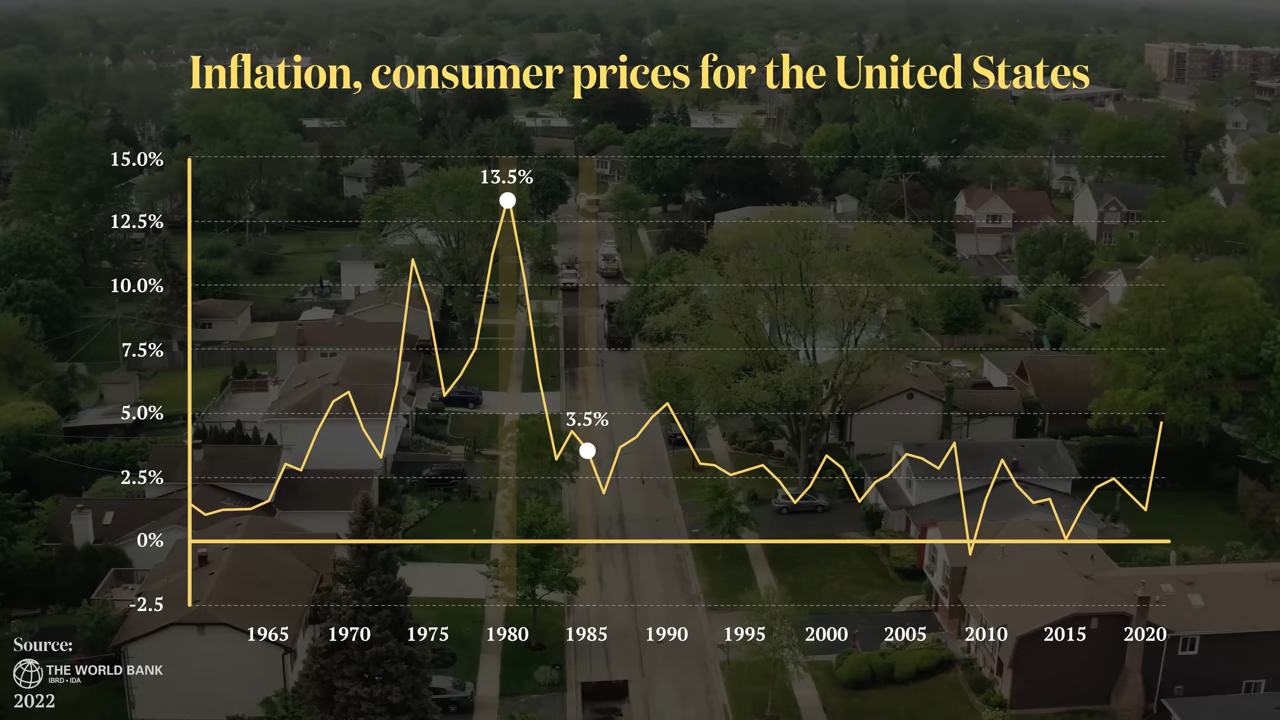 Inflation, consumer prices for the United States
15.0%
13.5%
12.5%
10.0%
7.5%
5.0%
3.5%
2.5%
0%
-2.5
1965 1970 1975 1980 1985 1990 1995 2000 2005 2010 2015 2020
Source:
THE WORLD BANK
IBRD • IDA
2022